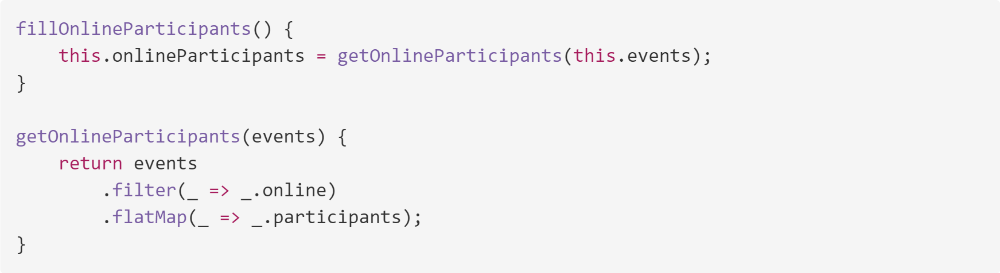 fillOnlineParticipants() {
    this.onlineParticipants = getOnlineParticipants(this.events);
}

getOnlineParticipants(events) {
    return events
        .filter(_ => _.online)
        .flatMap(_ => _.participants);
}